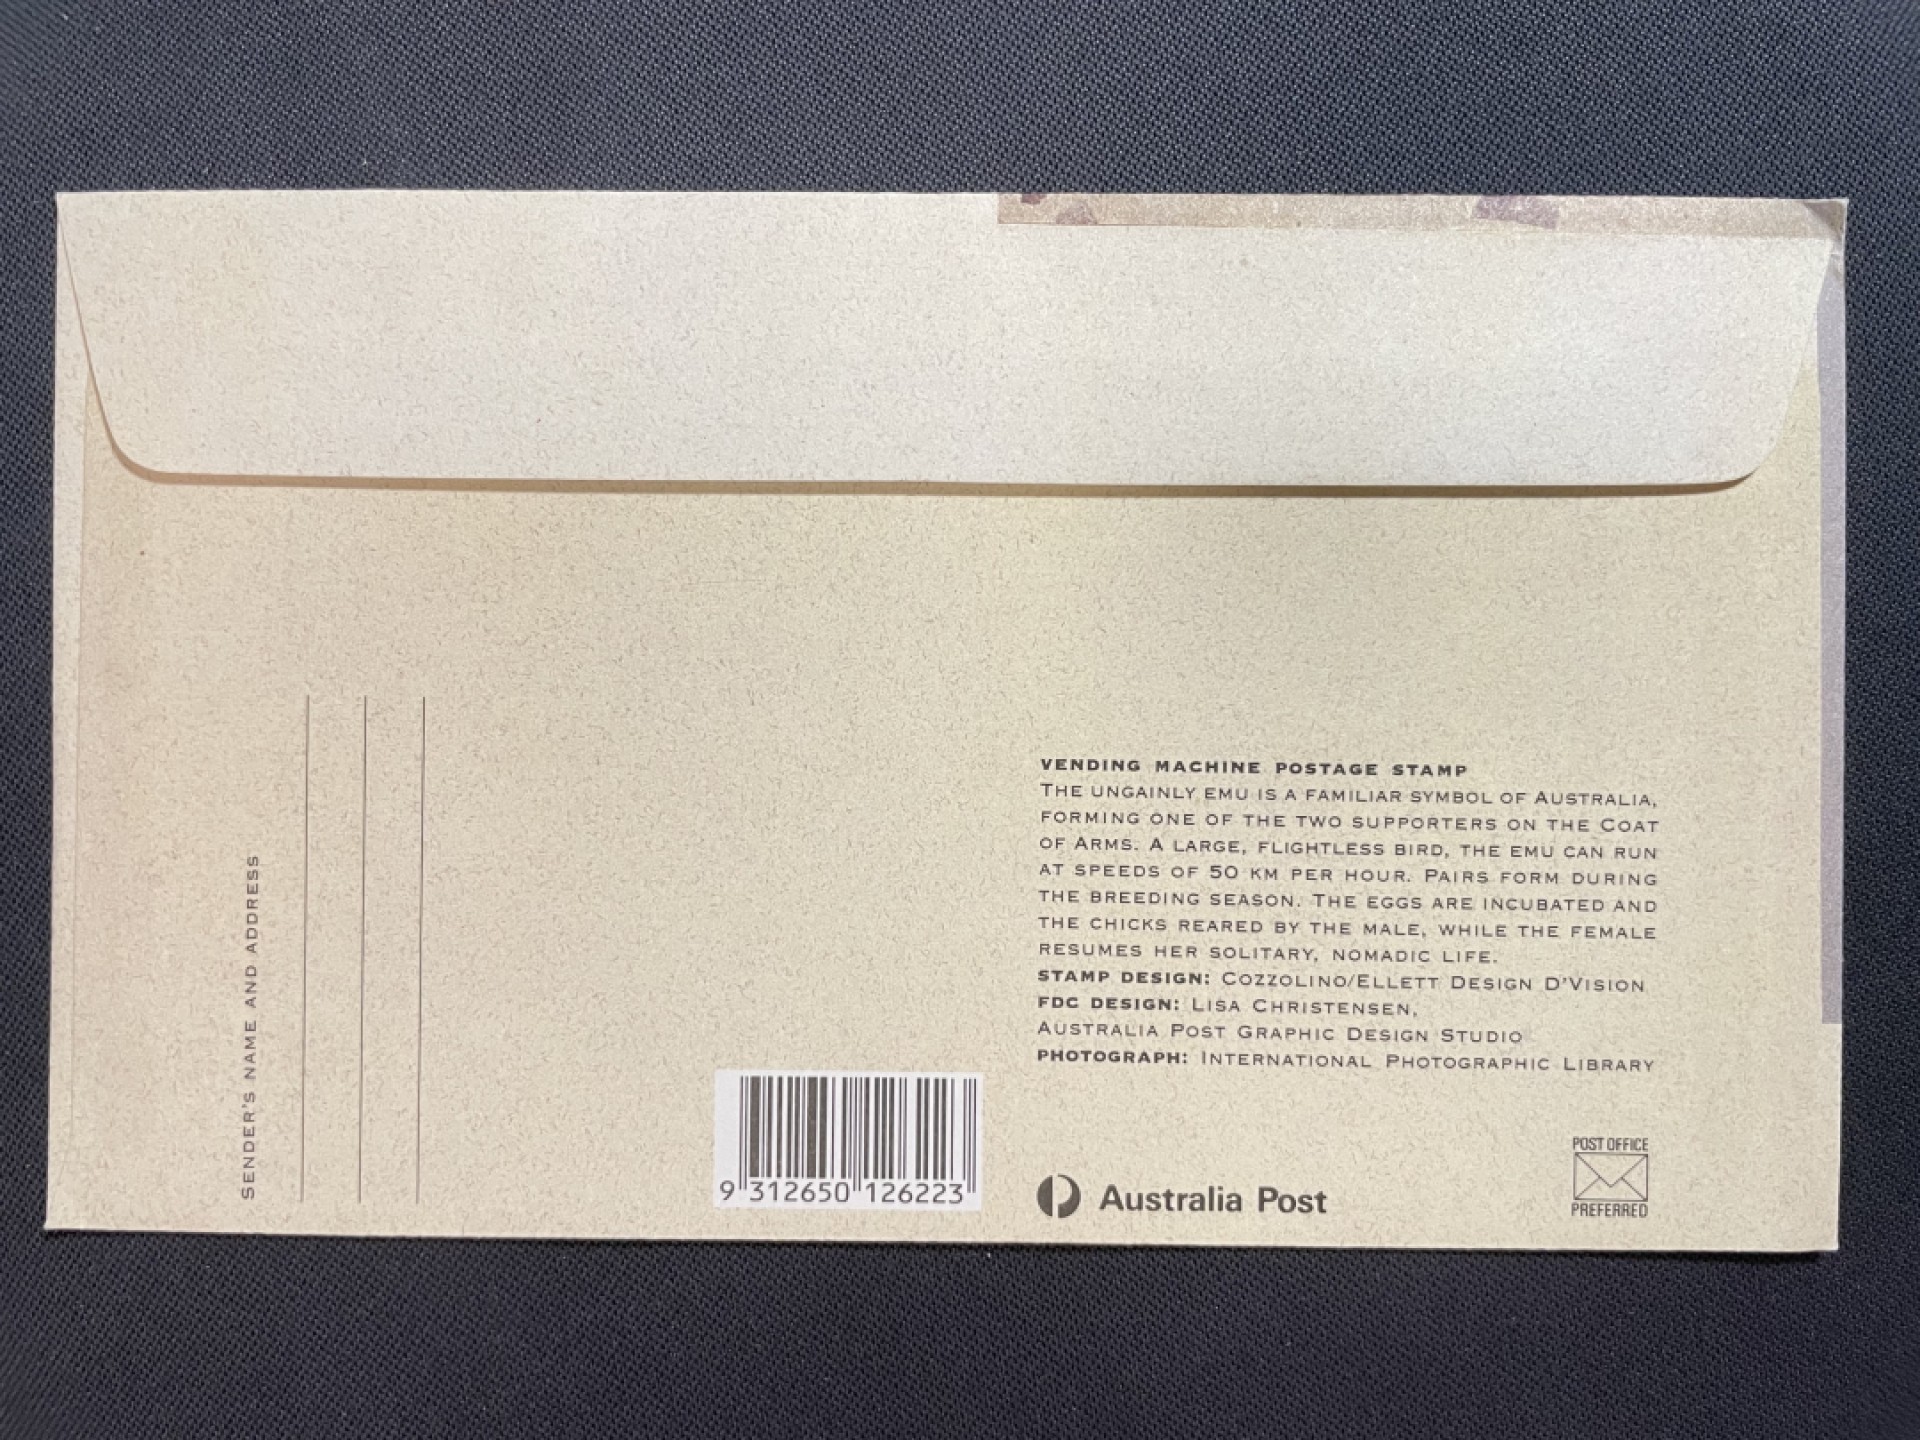 SENDER'S NAME AND ADDRESS
VENDING MACHINE POSTAGE STAMP
THE UNGAINLY EMU IS A FAMILIAR SYMBOL OF AUSTRALIA,
FORMING ONE OF THE TWO SUPPORTERS ON THE COAT
OF ARMS. A LARGE, FLIGHTLESS BIRD, THE EMU CAN RUN
AT SPEEDS OF 50 KM PER HOUR. PAIRS FORM DURING
THE BREEDING SEASON. THE EGGS ARE INCUBATED AND
THE CHICKS REARED BY THE MALE, WHILE THE FEMALE
RESUMES HER SOLITARY, NOMADIC LIFE.
STAMP DESIGN: COZZOLINO/ELLETT DESIGN D'VISION
FDC DESIGN: LISA CHRISTENSEN,
AUSTRALIA POST GRAPHIC DESIGN STUDIO
PHOTOGRAPH: INTERNATIONAL PHOTOGRAPHIC LIBRARY
9 312650 126223
Australia Post
POST OFFICE
PREFERRED